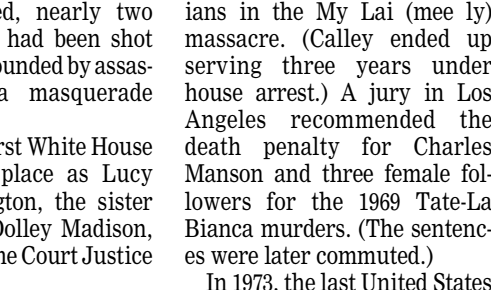 ed, nearly two
had been shot
ounded by assas-
a masquerade
rst White House
place as Lucy
gton, the sister
Dolley Madison,
ne Court Justice
ians in the My Lai (mee ly)
massacre. (Calley ended up
serving three years under
house arrest.) A jury in Los
Angeles recommended the
death penalty for Charles
Manson and three female fol-
lowers for the 1969 Tate-La
Bianca murders. (The sentenc-
es were later commuted.)
In 1973, the last United States